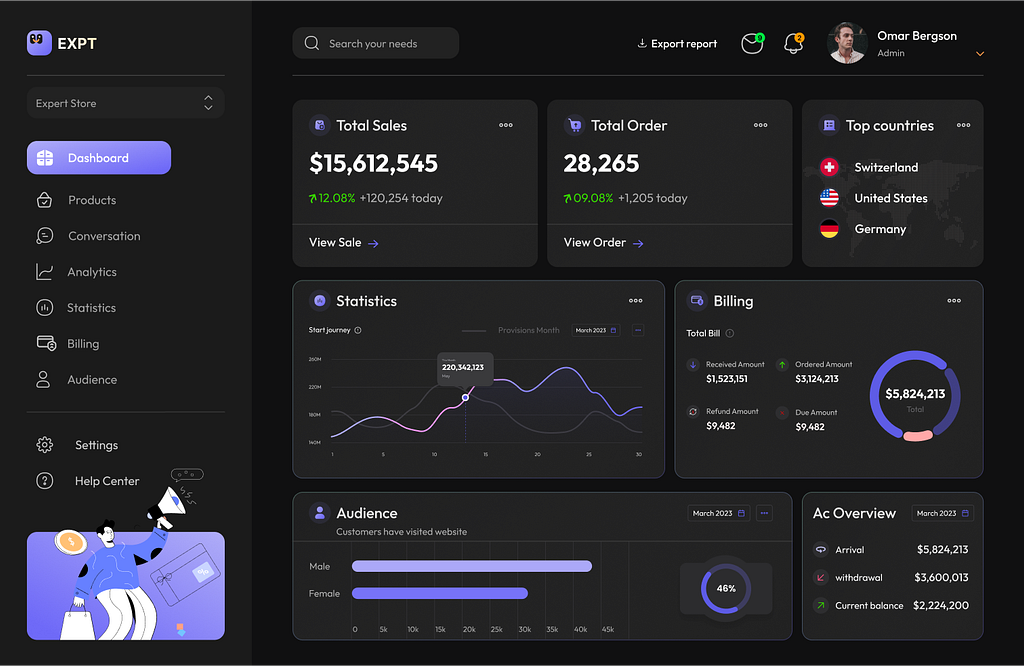 EXPT
Search your needs
Export report
9
2
Omar Bergson
Admin
Expert Store
Dashboard
Products
Conversation
Analytics
Statistics
Billing
Audience
Settings
Help Center
Total Sales
$15,612,545
12.08% +120,254 today
View Sale
Total Order
28,265
09.08% +1,205 today
View Order
Top countries
Switzerland
United States
Germany
Statistics
Start journey
Provisions Month
March 2023
260M
220M
180M
140M
220,342,123
May
1 5 10 15 20 25 30
Billing
Total Bill
Received Amount
$1,523,151
Ordered Amount
$3,124,213
Refund Amount
$9,482
Due Amount
$9,482
$5,824,213
Total
Audience
Customers have visited website
March 2023
Male
Female
0 5k 10k 15k 20k 25k 30k 35k 40k 45k
46%
Ac Overview
March 2023
Arrival $5,824,213
withdrawal $3,600,013
Current balance $2,224,200